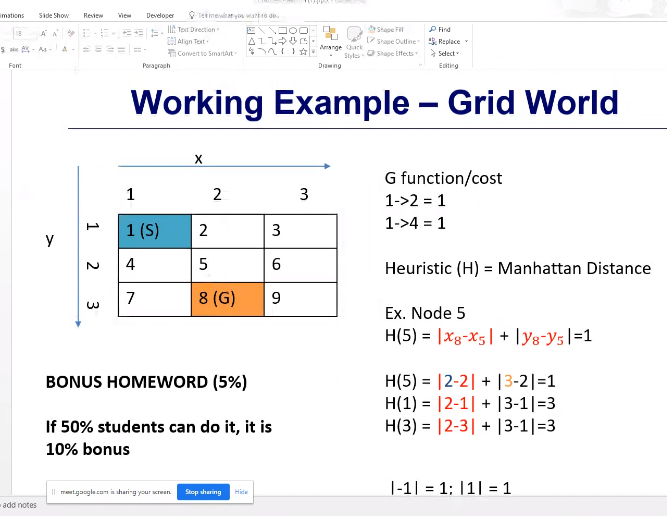 imations Slide Show Review View Developer Tell me what you want to do...
18
Aa
Text Direction
Align Text
Convert to SmartArt
Arrange
Quick Styles
Shape Fill
Shape Outline
Shape Effects
Find
Replace
Select
Font Paragraph Drawing Editing
Working Example – Grid World
x
1 2 3
y
1 1 (S) 2 3
2 4 5 6
3 7 8 (G) 9
G function/cost
1->2 = 1
1->4 = 1
Heuristic (H) = Manhattan Distance
Ex. Node 5
H(5) = |x₈-x₅| + |y₈-y₅|=1
H(5) = |2-2| + |3-2|=1
H(1) = |2-1| + |3-1|=3
H(3) = |2-3| + |3-1|=3
|-1| = 1; |1| = 1
BONUS HOMEWORD (5%)
If 50% students can do it, it is
10% bonus
meet.google.com is sharing your screen. Stop sharing Hide
add notes